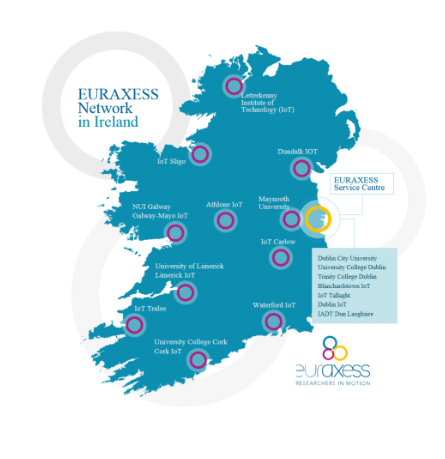 EURAXESS
Network
in Ireland
Letterkenny
Institute of
Technology (IoT)
IoT Sligo
Dundalk IOT
EURAXESS
Service Centre
NUI Galway
Galway-Mayo IoT
Athlone IoT
Maynooth
University
IoT Carlow
Dublin City University
University College Dublin
Trinity College Dublin
Blanchardstown IoT
IoT Tallaght
Dublin IoT
IADT Dun Laoghaire
University of Limerick
Limerick IoT
IoT Tralee
Waterford IoT
University College Cork
Cork IoT
euraxess
RESEARCHERS IN MOTION